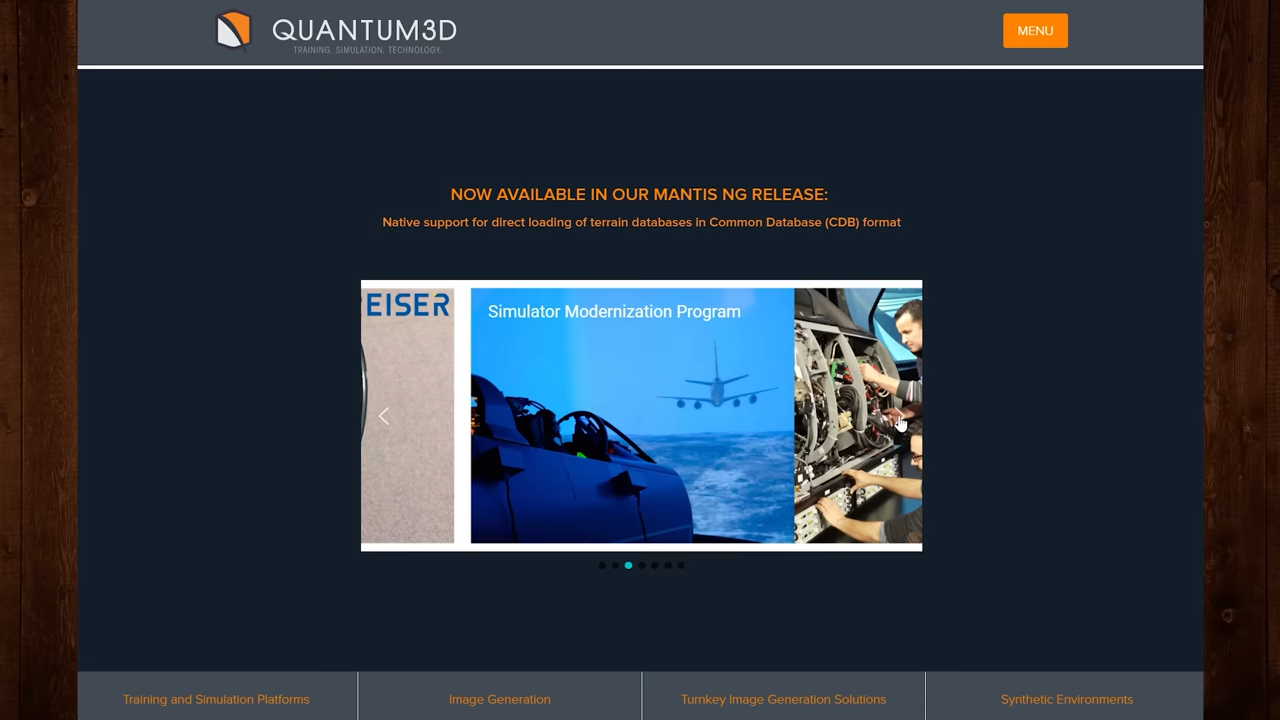 QUANTUM3D
TRAINING. SIMULATION. TECHNOLOGY.
MENU
NOW AVAILABLE IN OUR MANTIS NG RELEASE:
Native support for direct loading of terrain databases in Common Database (CDB) format
EISER
Simulator Modernization Program
Training and Simulation Platforms
Image Generation
Turnkey Image Generation Solutions
Synthetic Environments